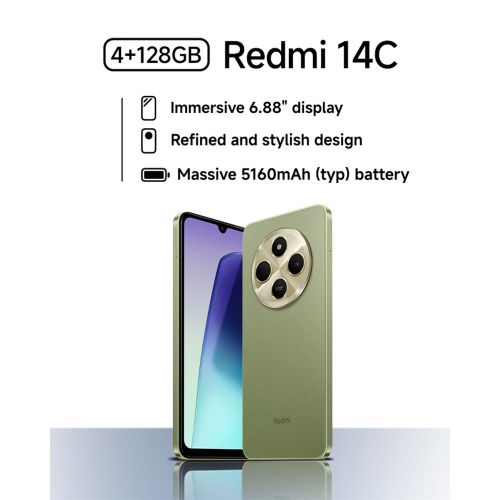 4+128GB Redmi 14C
Immersive 6.88" display
Refined and stylish design
Massive 5160mAh (typ) battery
Redmi